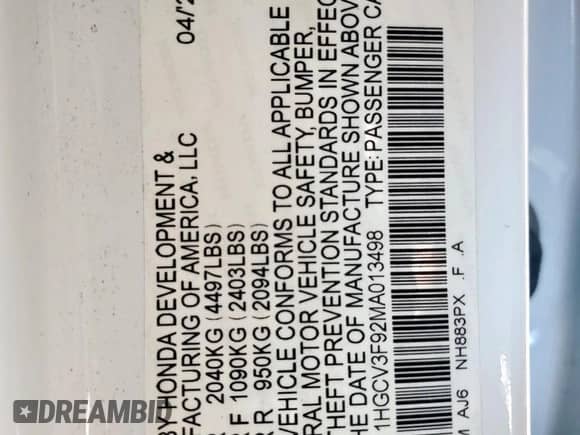 04/2
BY HONDA DEVELOPMENT &
FACTURING OF AMERICA, LLC
2040KG (4497LBS)
F 1090KG (2403LBS)
R 950KG (2094LBS)
VEHICLE CONFORMS TO ALL APPLICABLE
RAL MOTOR VEHICLE SAFETY, BUMPER,
THEFT PREVENTION STANDARDS IN EFFEC
HE DATE OF MANUFACTURE SHOWN ABOV
1HGCV3F92MA013498 TYPE:PASSENGER CA
M AJ6 NH883PX .F .A
DREAMBID